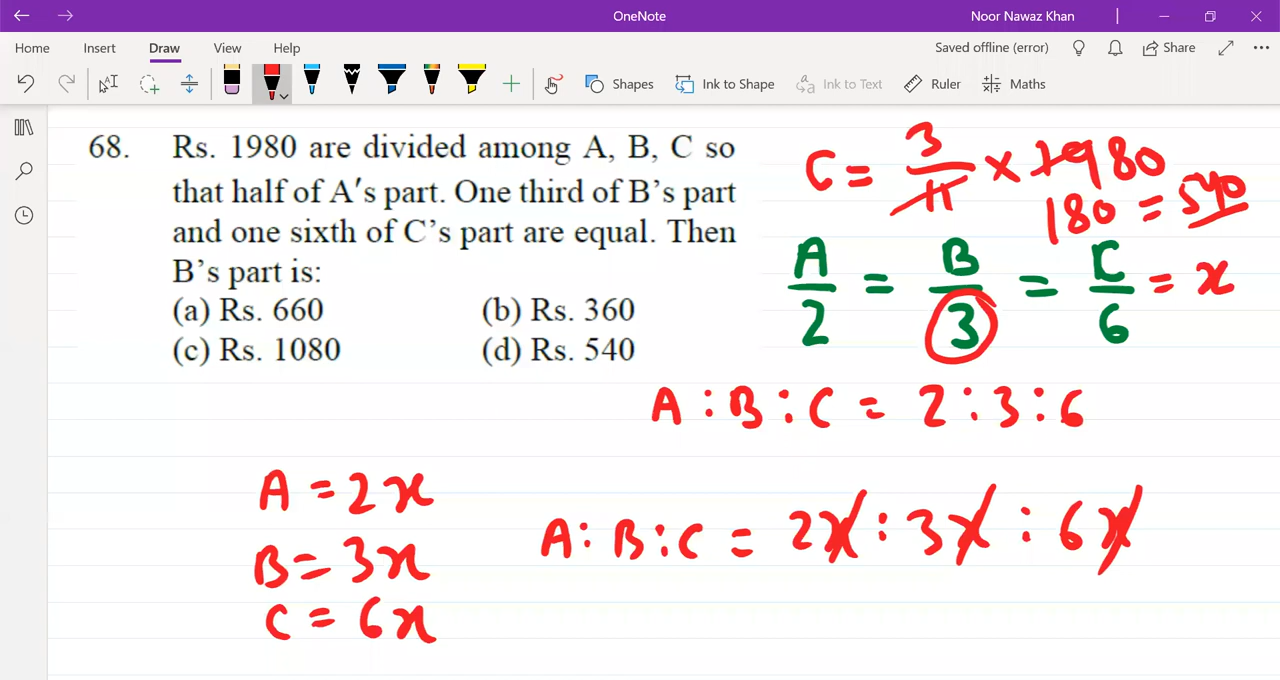 OneNote
Noor Nawaz Khan
Home Insert Draw View Help
Saved offline (error) Share
Shapes Ink to Shape Ink to Text Ruler Maths
68. Rs. 1980 are divided among A, B, C so
that half of A's part. One third of B's part
and one sixth of C's part are equal. Then
B's part is:
(a) Rs. 660 (b) Rs. 360
(c) Rs. 1080 (d) Rs. 540
C = 3/11 × 1980
180 = 540
A/2 = B/3 = C/6 = x
A : B : C = 2 : 3 : 6
A = 2x
B = 3x
C = 6x
A : B : C = 2x : 3x : 6x